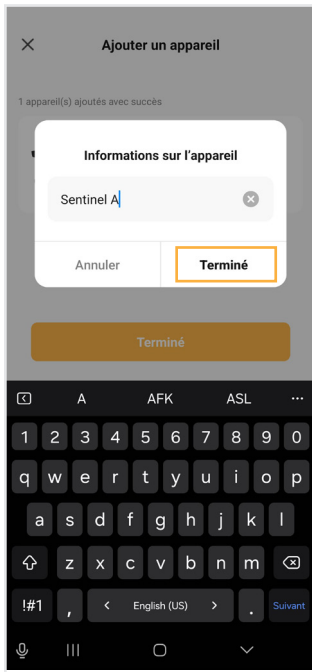 Ajouter un appareil
1 appareil(s) ajoutés avec succès
Informations sur l'appareil
Sentinel A
Annuler
Terminé
Terminé
A AFK ASL ...
1 2 3 4 5 6 7 8 9 0
q w e r t y u i o p
a s d f g h j k l
z x c v b n m
!#1 , < English (US) > . Suivant